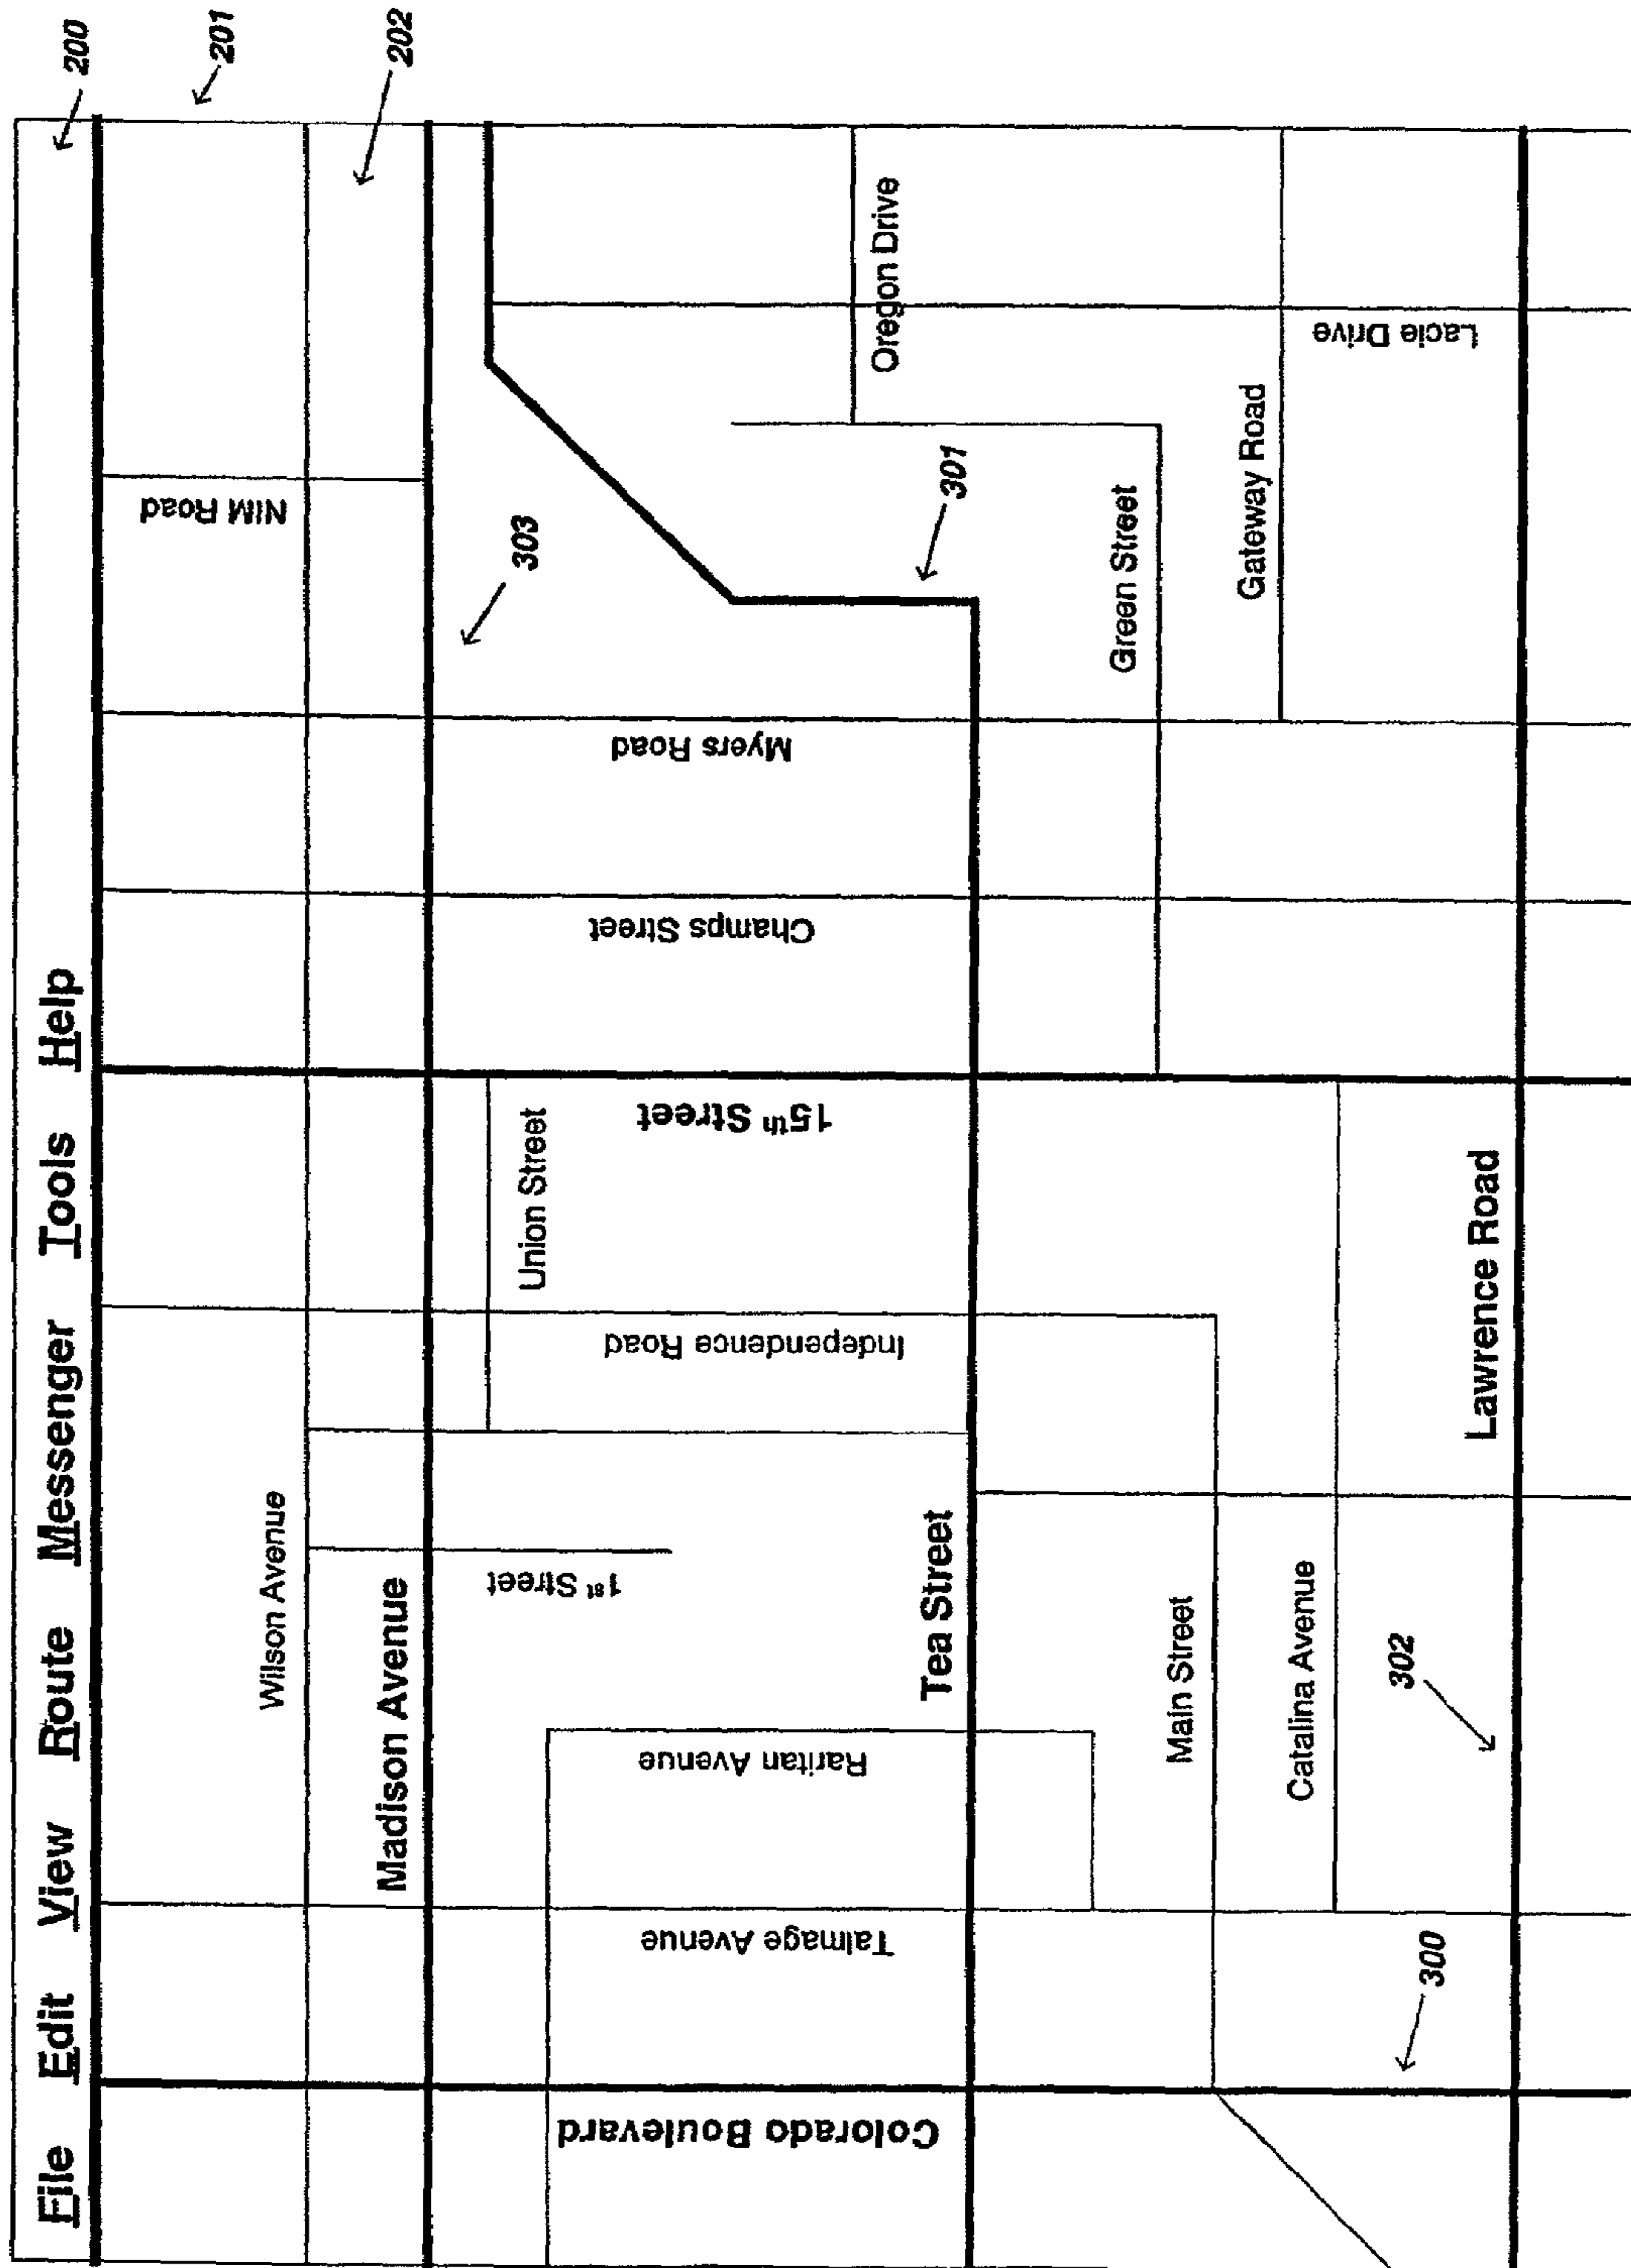 File Edit View Route Messenger Tools Help
200
201
202
Wilson Avenue
NIM Road
Madison Avenue
303
1st Street
Union Street
Colorado Boulevard
Talmage Avenue
Raritan Avenue
Independence Road
15th Street
Champs Street
Myers Road
Oregon Drive
Tea Street
301
Green Street
Main Street
Gateway Road
Catalina Avenue
Lacie Drive
300
302
Lawrence Road